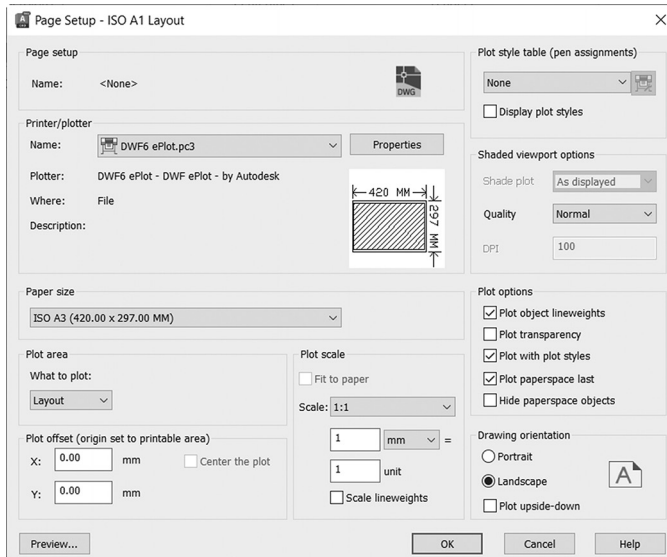 Page Setup - ISO A1 Layout
Page setup
Name: <None>
DWG
Printer/plotter
Name: DWF6 ePlot.pc3 Properties
Plotter: DWF6 ePlot - DWF ePlot - by Autodesk
Where: File
Description:
420 MM
297 MM
Paper size
ISO A3 (420.00 x 297.00 MM)
Plot area
What to plot:
Layout
Plot offset (origin set to printable area)
X: 0.00 mm Center the plot
Y: 0.00 mm
Plot scale
Fit to paper
Scale: 1:1
1 mm =
1 unit
Scale lineweights
Plot style table (pen assignments)
None
Display plot styles
Shaded viewport options
Shade plot As displayed
Quality Normal
DPI 100
Plot options
Plot object lineweights
Plot transparency
Plot with plot styles
Plot paperspace last
Hide paperspace objects
Drawing orientation
Portrait
Landscape
A
Plot upside-down
Preview... OK Cancel Help